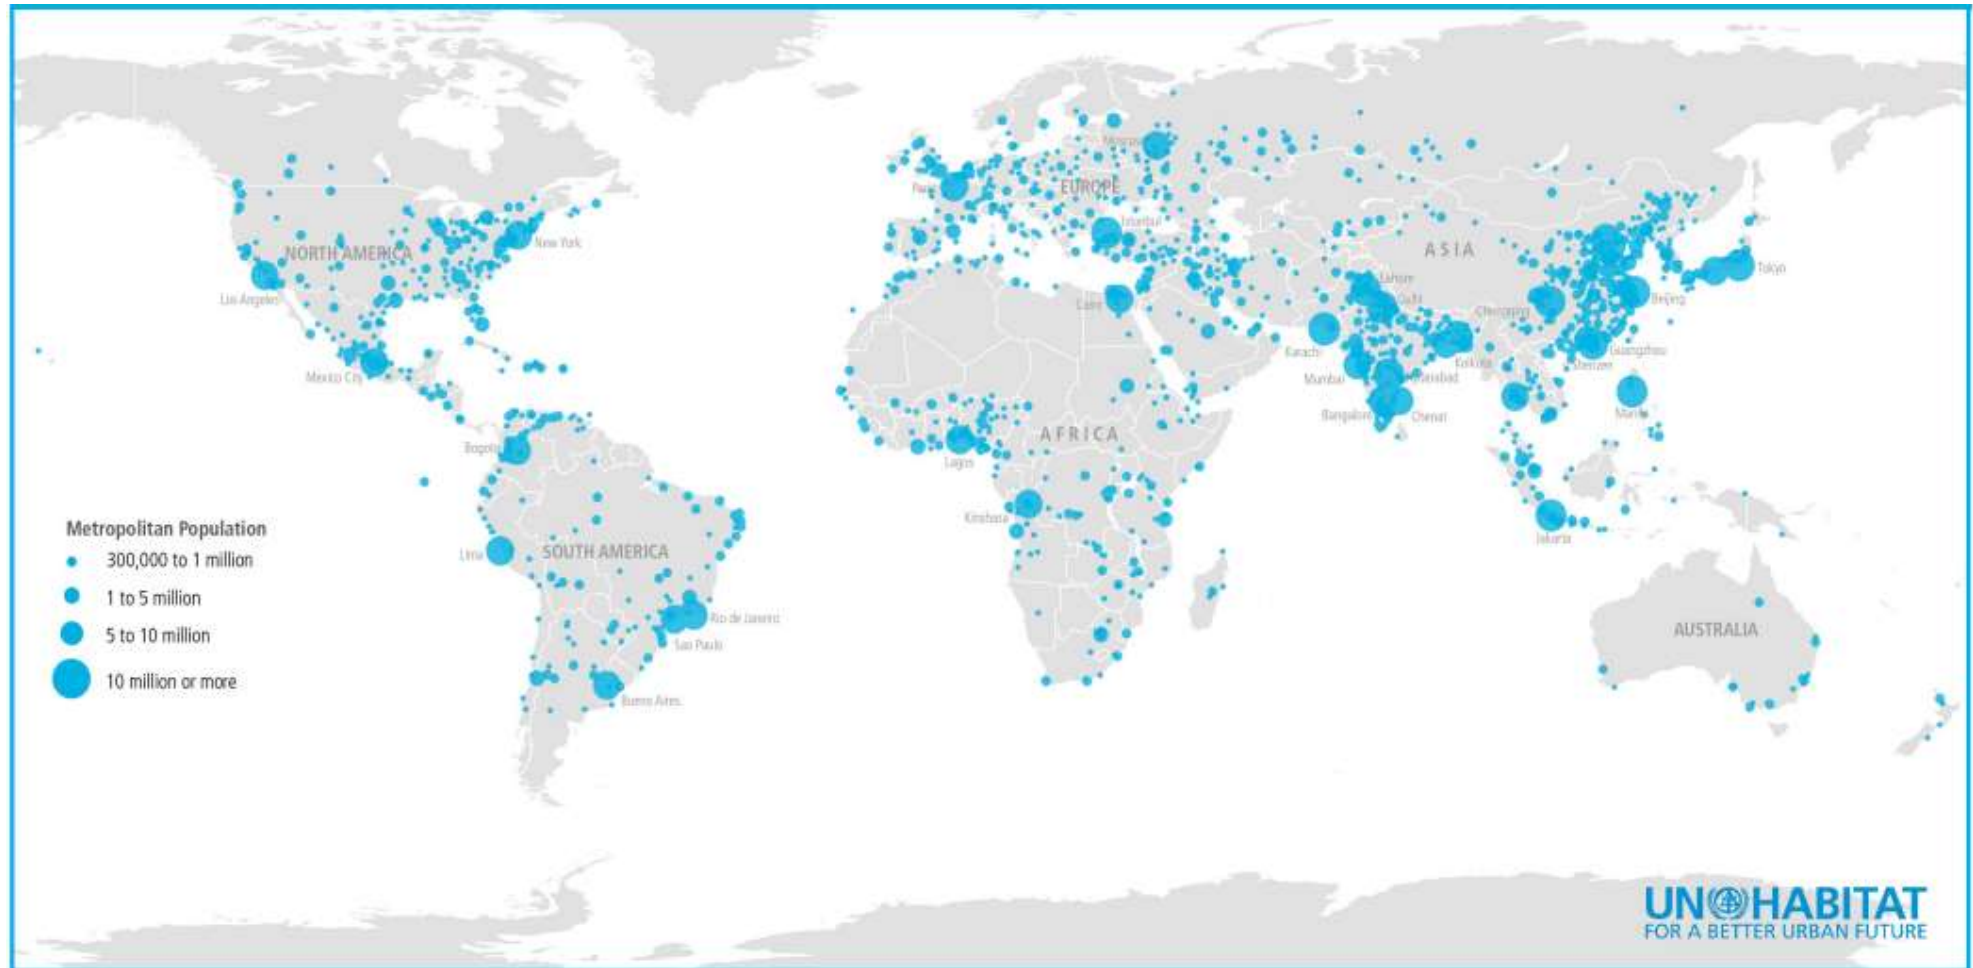 Moscow
Paris
EUROPE
Istanbul
New York
NORTH AMERICA
ASIA
Tokyo
Los Angeles
Lahore
Delhi
Cairo
Beijing
Chongqing
Karachi
Guangzhou
Kolkata
Mexico City
Mumbai
Bangalore
Manila
AFRICA
Bogota
Lagos
Kinshasa
Metropolitan Population
300,000 to 1 million
1 to 5 million
5 to 10 million
10 million or more
Lima
SOUTH AMERICA
Jakarta
Rio de Janeiro
Sao Paulo
AUSTRALIA
Buenos Aires
UN HABITAT
FOR A BETTER URBAN FUTURE